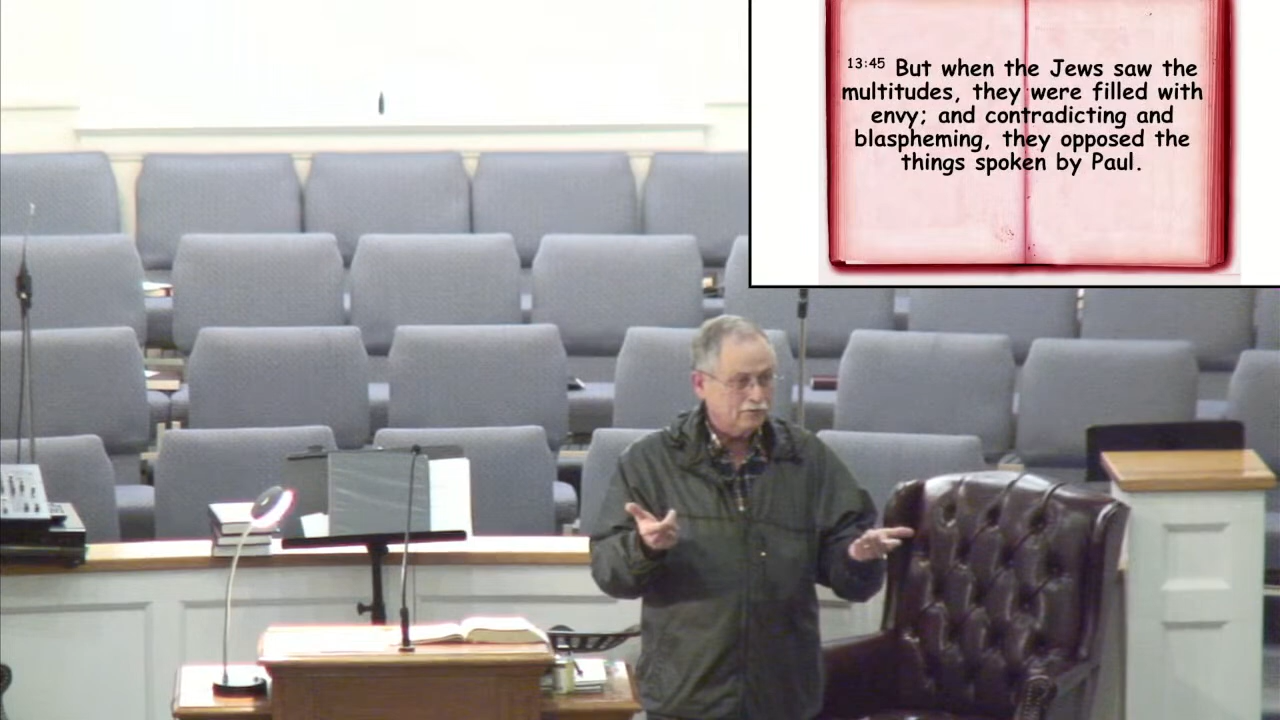 13:45 But when the Jews saw the
multitudes, they were filled with
envy; and contradicting and
blaspheming, they opposed the
things spoken by Paul.